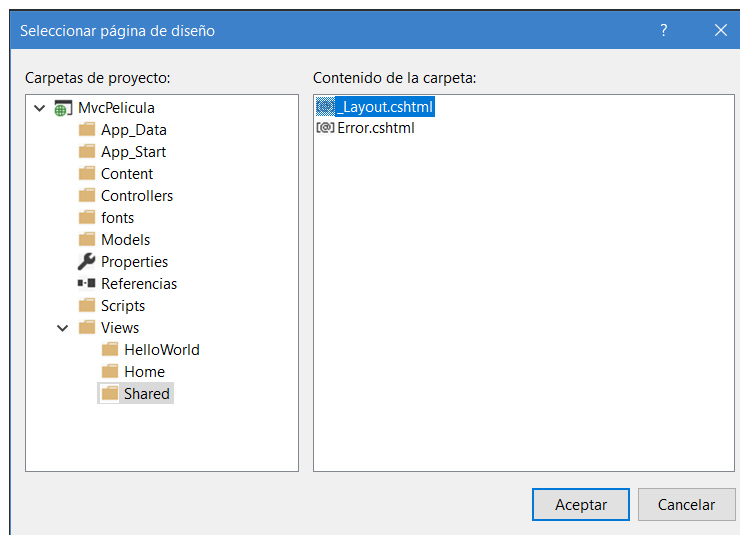 Seleccionar página de diseño
?
Carpetas de proyecto:
MvcPelicula
App_Data
App_Start
Content
Controllers
fonts
Models
Properties
Referencias
Scripts
Views
HelloWorld
Home
Shared
Contenido de la carpeta:
[@] _Layout.cshtml
[@] Error.cshtml
Aceptar
Cancelar